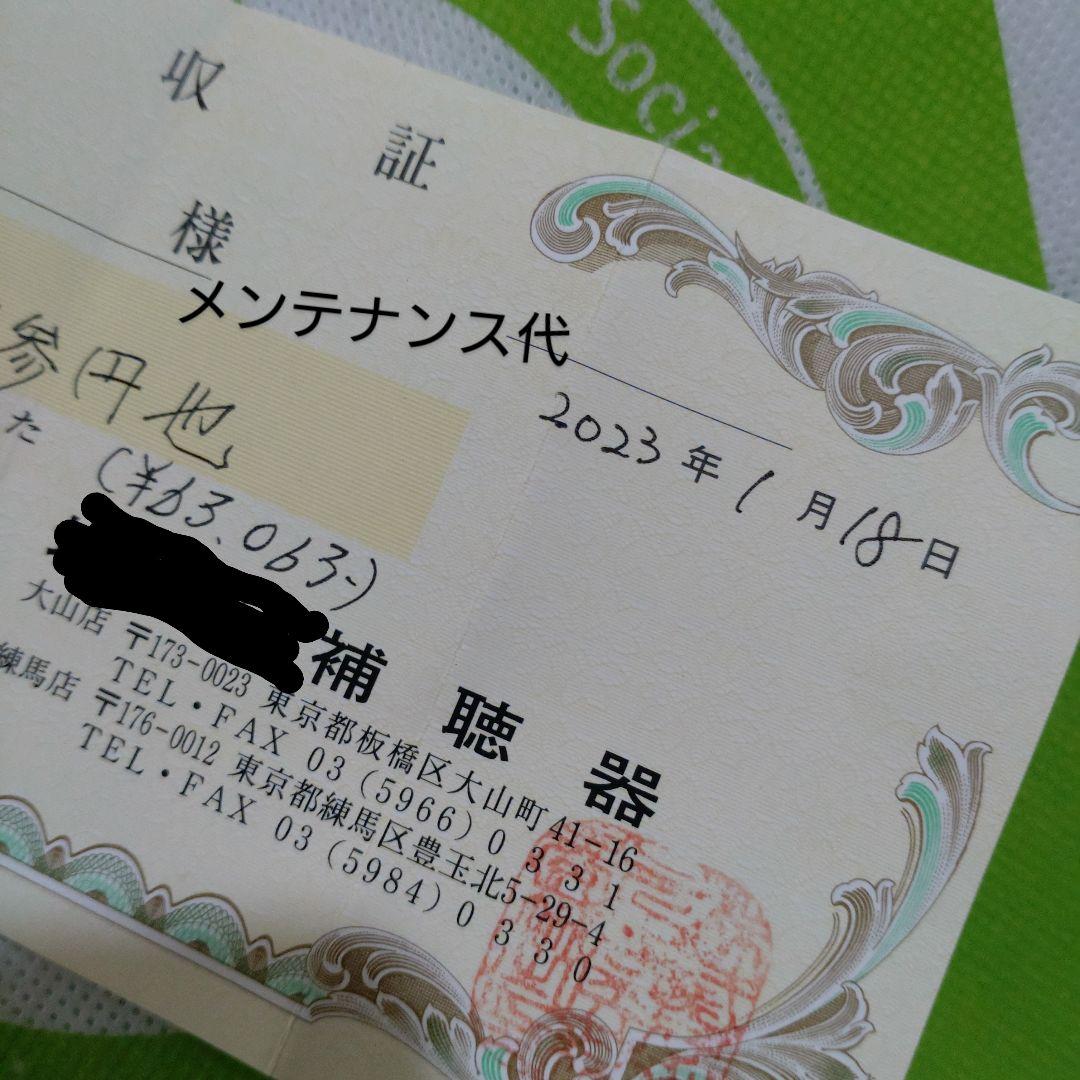 Soci
収 証
様
メンテナンス代
参円也
2023年1月18日
た (¥63.063-)
補聴器
大山店 〒173-0023 東京都板橋区大山町41-16
TEL・FAX 03(5966)0331
練馬店 〒176-0012 東京都練馬区豊玉北5-29-4
TEL・FAX 03(5984)0330